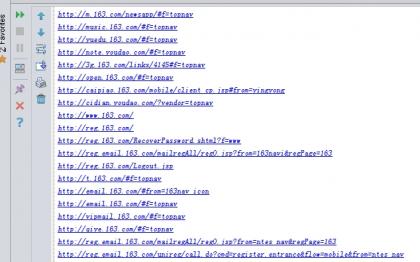 http://m.163.com/newsapp/#f=topnav
http://music.163.com/#f=topnav
http://yuedu.163.com/#f=topnav
http://note.youdao.com/#f=topnav
http://3g.163.com/links/4145#f=topnav
http://open.163.com/#f=topnav
http://caipiao.163.com/mobile/client_cp.jsp#from=yingyong
http://cidian.youdao.com/?vendor=topnav
http://www.163.com/
http://reg.163.com/
http://reg.163.com/RecoverPassword.shtml?f=www
http://reg.email.163.com/mailregAll/reg0.jsp?from=163navi&regPage=163
http://reg.163.com/Logout.jsp
http://t.163.com/#f=topnav
http://email.163.com/#from=163nav_icon
http://email.163.com/#f=topnav
http://vipmail.163.com/#f=topnav
http://qiye.163.com/#f=topnav
http://reg.email.163.com/mailregAll/reg0.jsp?from=ntes_nav&regPage=163
http://reg.email.163.com/unireg/call.do?cmd=register.entrance&flow=mobile&from=ntes_nav
2: Favorites